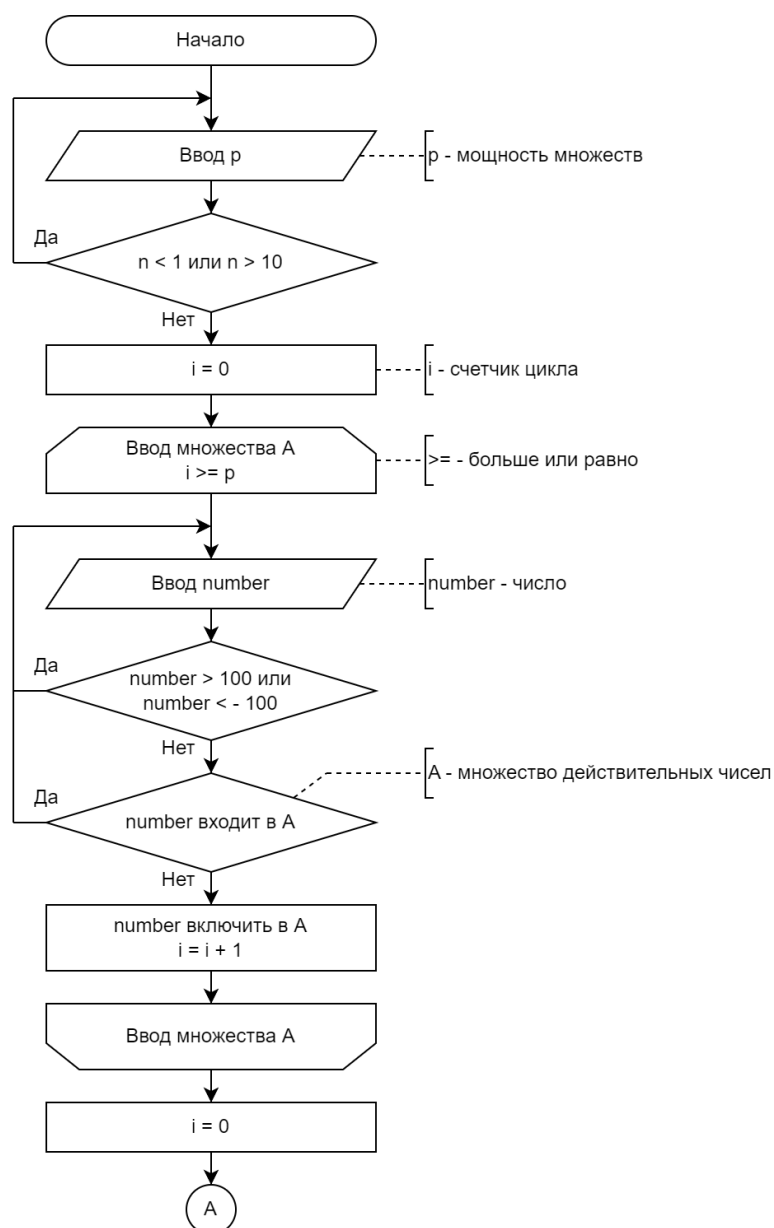 Начало
Ввод p
p - мощность множеств
Да
n < 1 или n > 10
Нет
i = 0
i - счетчик цикла
Ввод множества A
i >= p
>= - больше или равно
Ввод number
number - число
Да
number > 100 или
number < - 100
Нет
A - множество действительных чисел
Да
number входит в A
Нет
number включить в A
i = i + 1
Ввод множества A
i = 0
A